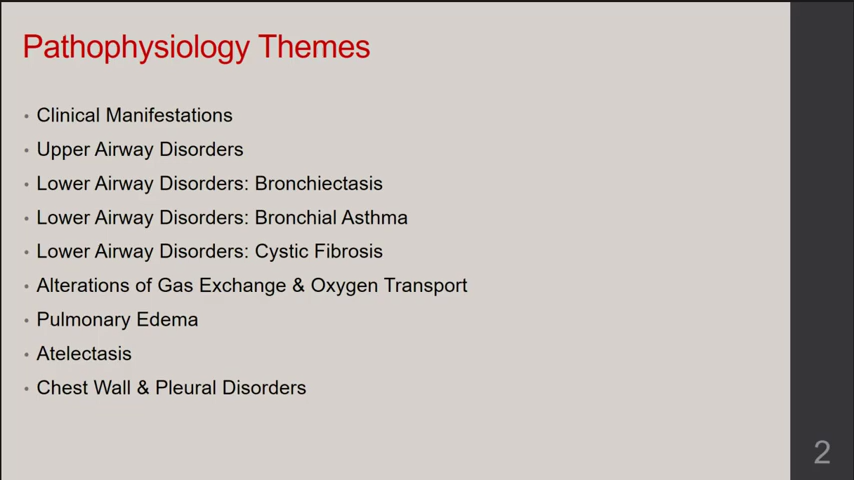 Pathophysiology Themes
• Clinical Manifestations
• Upper Airway Disorders
• Lower Airway Disorders: Bronchiectasis
• Lower Airway Disorders: Bronchial Asthma
• Lower Airway Disorders: Cystic Fibrosis
• Alterations of Gas Exchange & Oxygen Transport
• Pulmonary Edema
• Atelectasis
• Chest Wall & Pleural Disorders
2